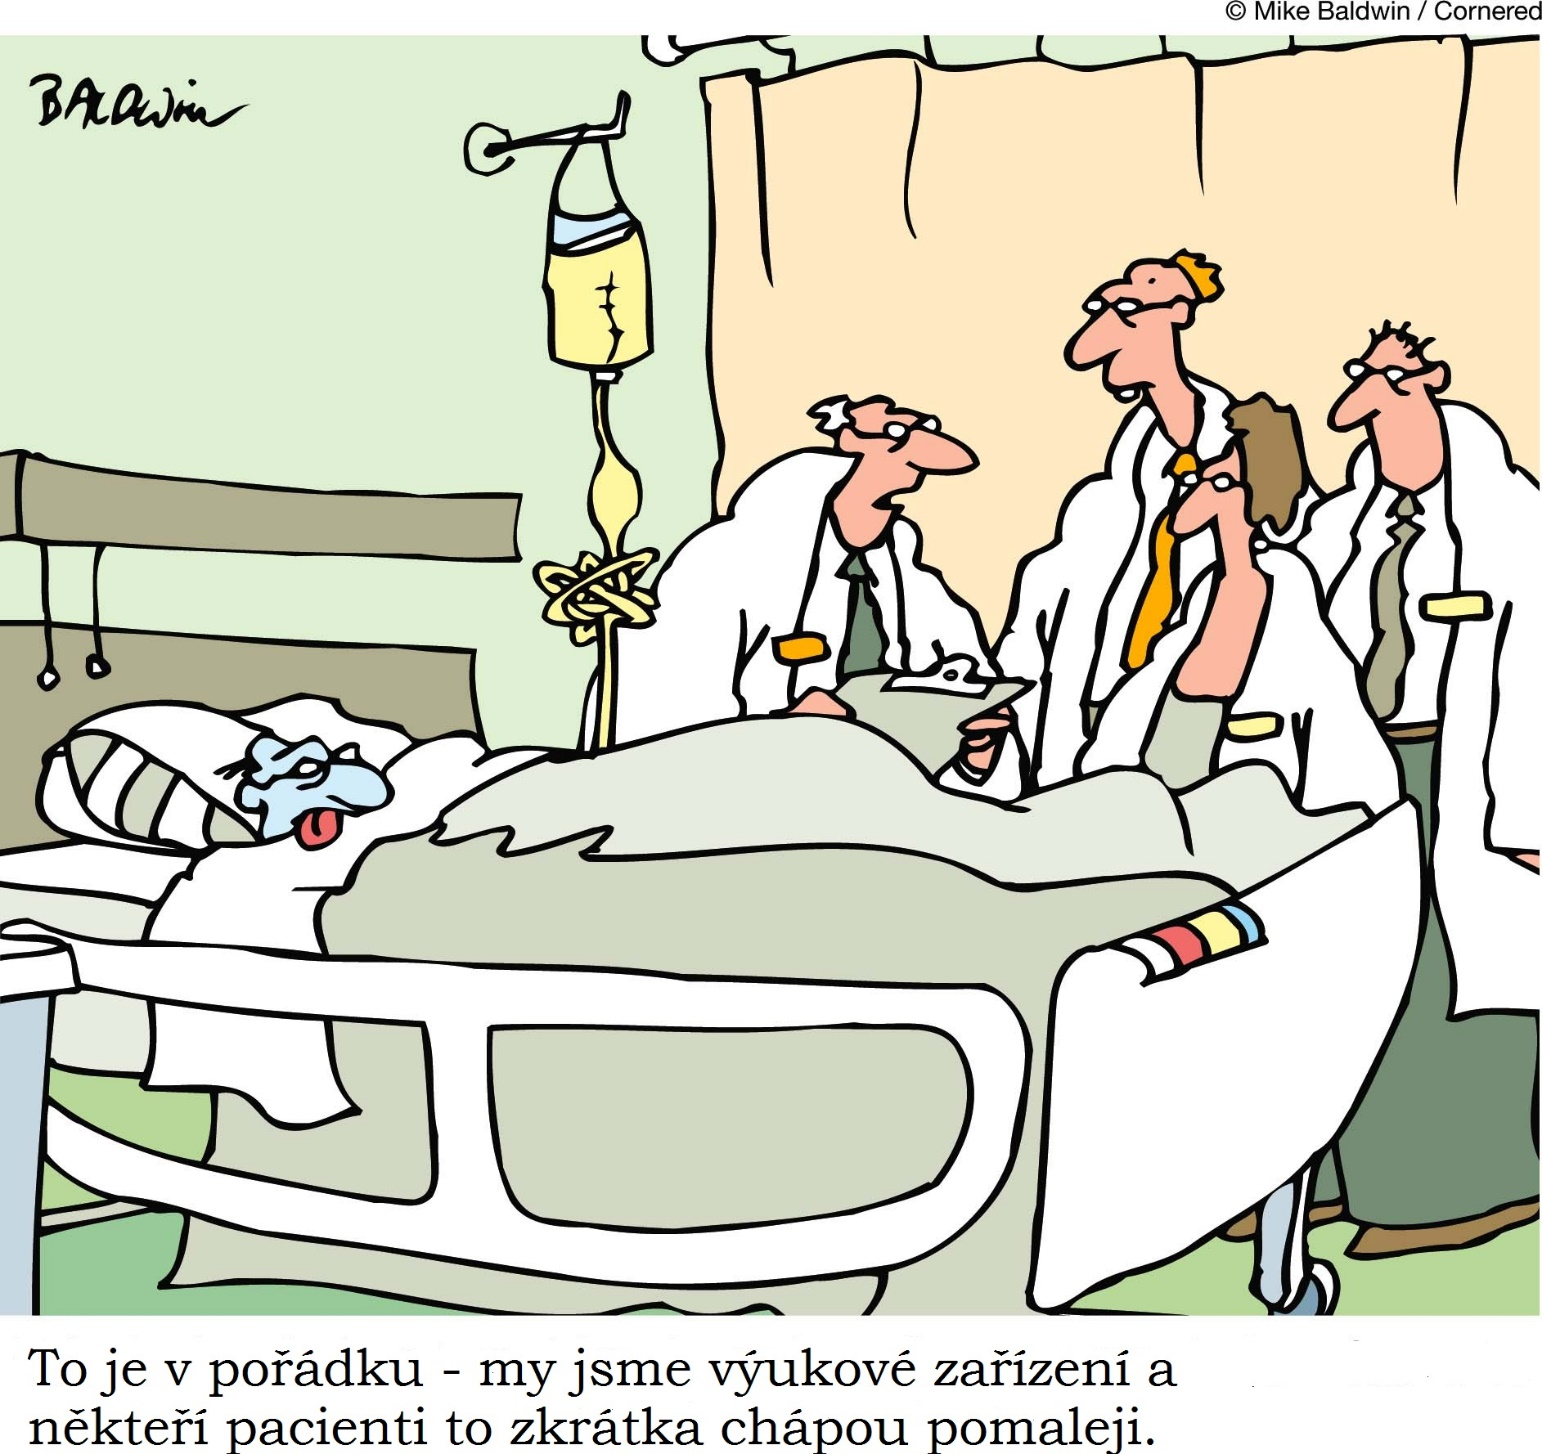 © Mike Baldwin / Cornered
BALDWin
To je v pořádku - my jsme výukové zařízení a
někteří pacienti to zkrátka chápou pomaleji.